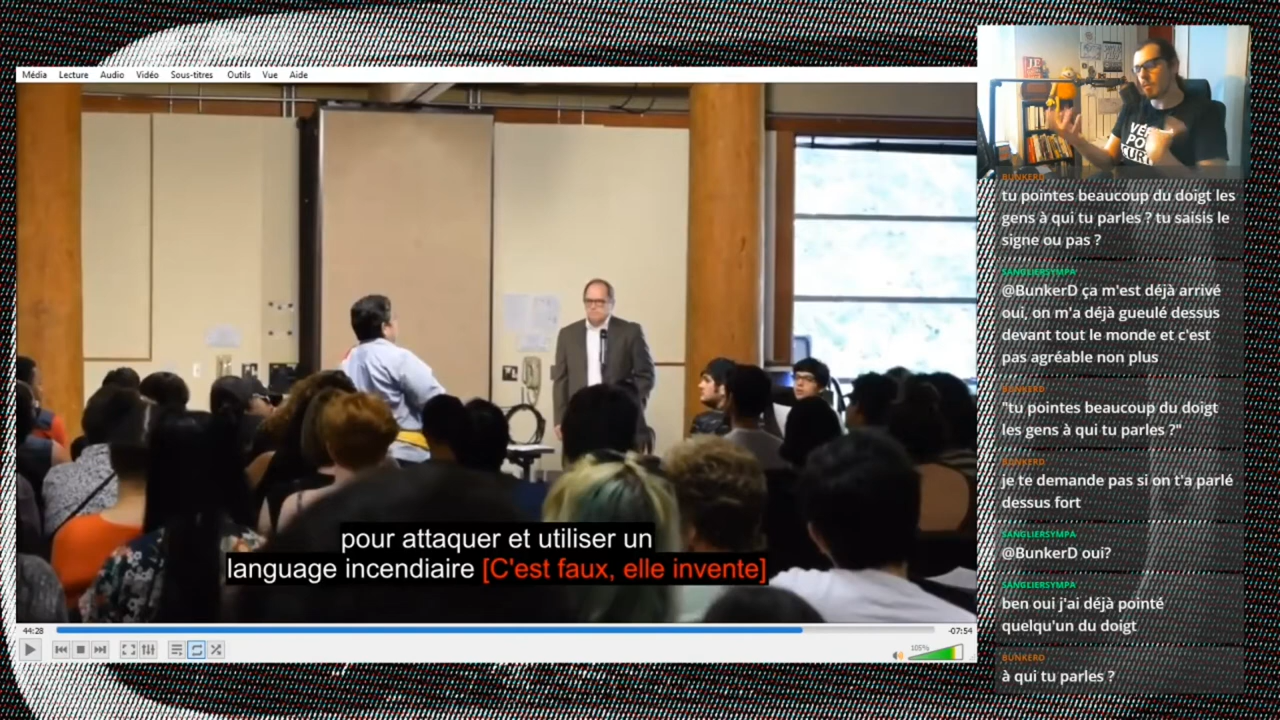 Média Lecture Audio Vidéo Sous-titres Outils Vue Aide
pour attaquer et utiliser un
language incendiaire [C'est faux, elle invente]
44:28
-07:54
105%
JE
BUNKERD
tu pointes beaucoup du doigt les
gens à qui tu parles ? tu saisis le
signe ou pas ?
SANGLIERSYMPA
@BunkerD ça m'est déjà arrivé
oui, on m'a déjà gueulé dessus
devant tout le monde et c'est
pas agréable non plus
BUNKERD
"tu pointes beaucoup du doigt
les gens à qui tu parles ?"
BUNKERD
je te demande pas si on t'a parlé
dessus fort
SANGLIERSYMPA
@BunkerD oui?
SANGLIERSYMPA
ben oui j'ai déjà pointé
quelqu'un du doigt
BUNKERD
à qui tu parles ?